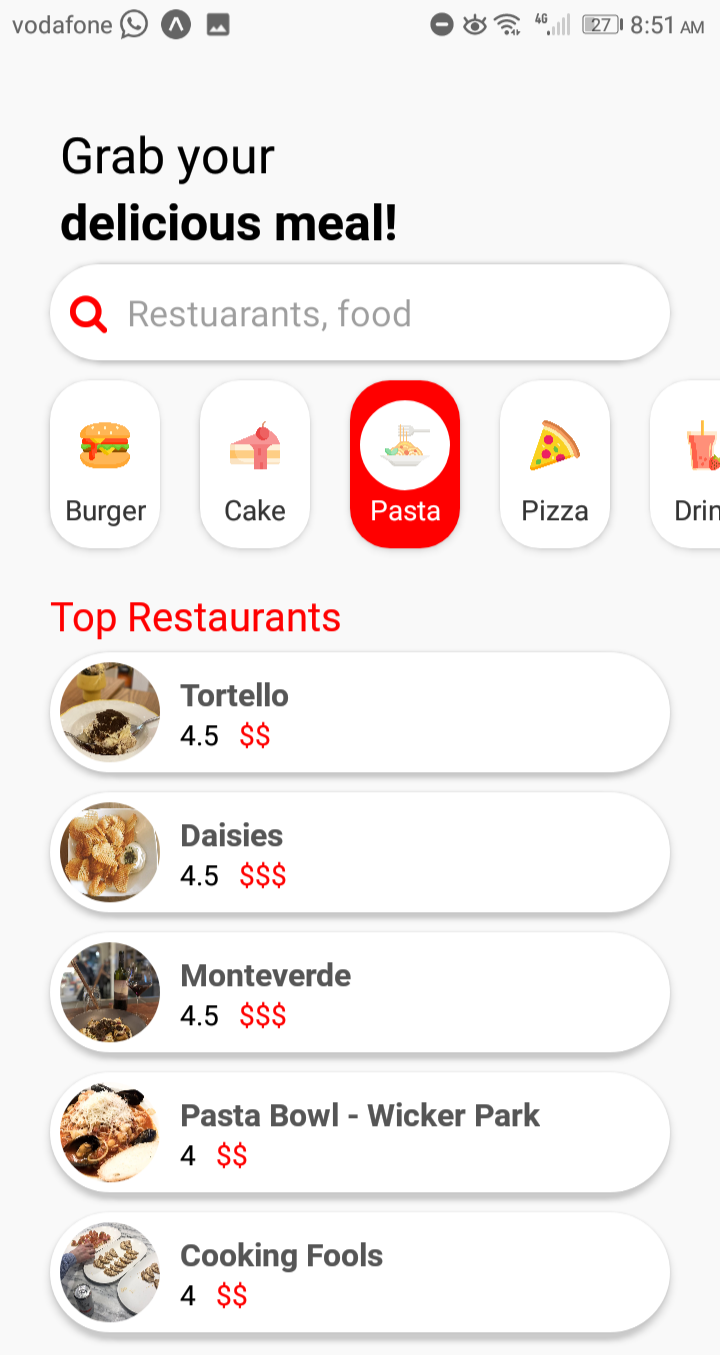 vodafone 4G 27 8:51 AM
Grab your
delicious meal!
Restuarants, food
Burger Cake Pasta Pizza Drin
Top Restaurants
Tortello
4.5 $$
Daisies
4.5 $$$
Monteverde
4.5 $$$
Pasta Bowl - Wicker Park
4 $$
Cooking Fools
4 $$